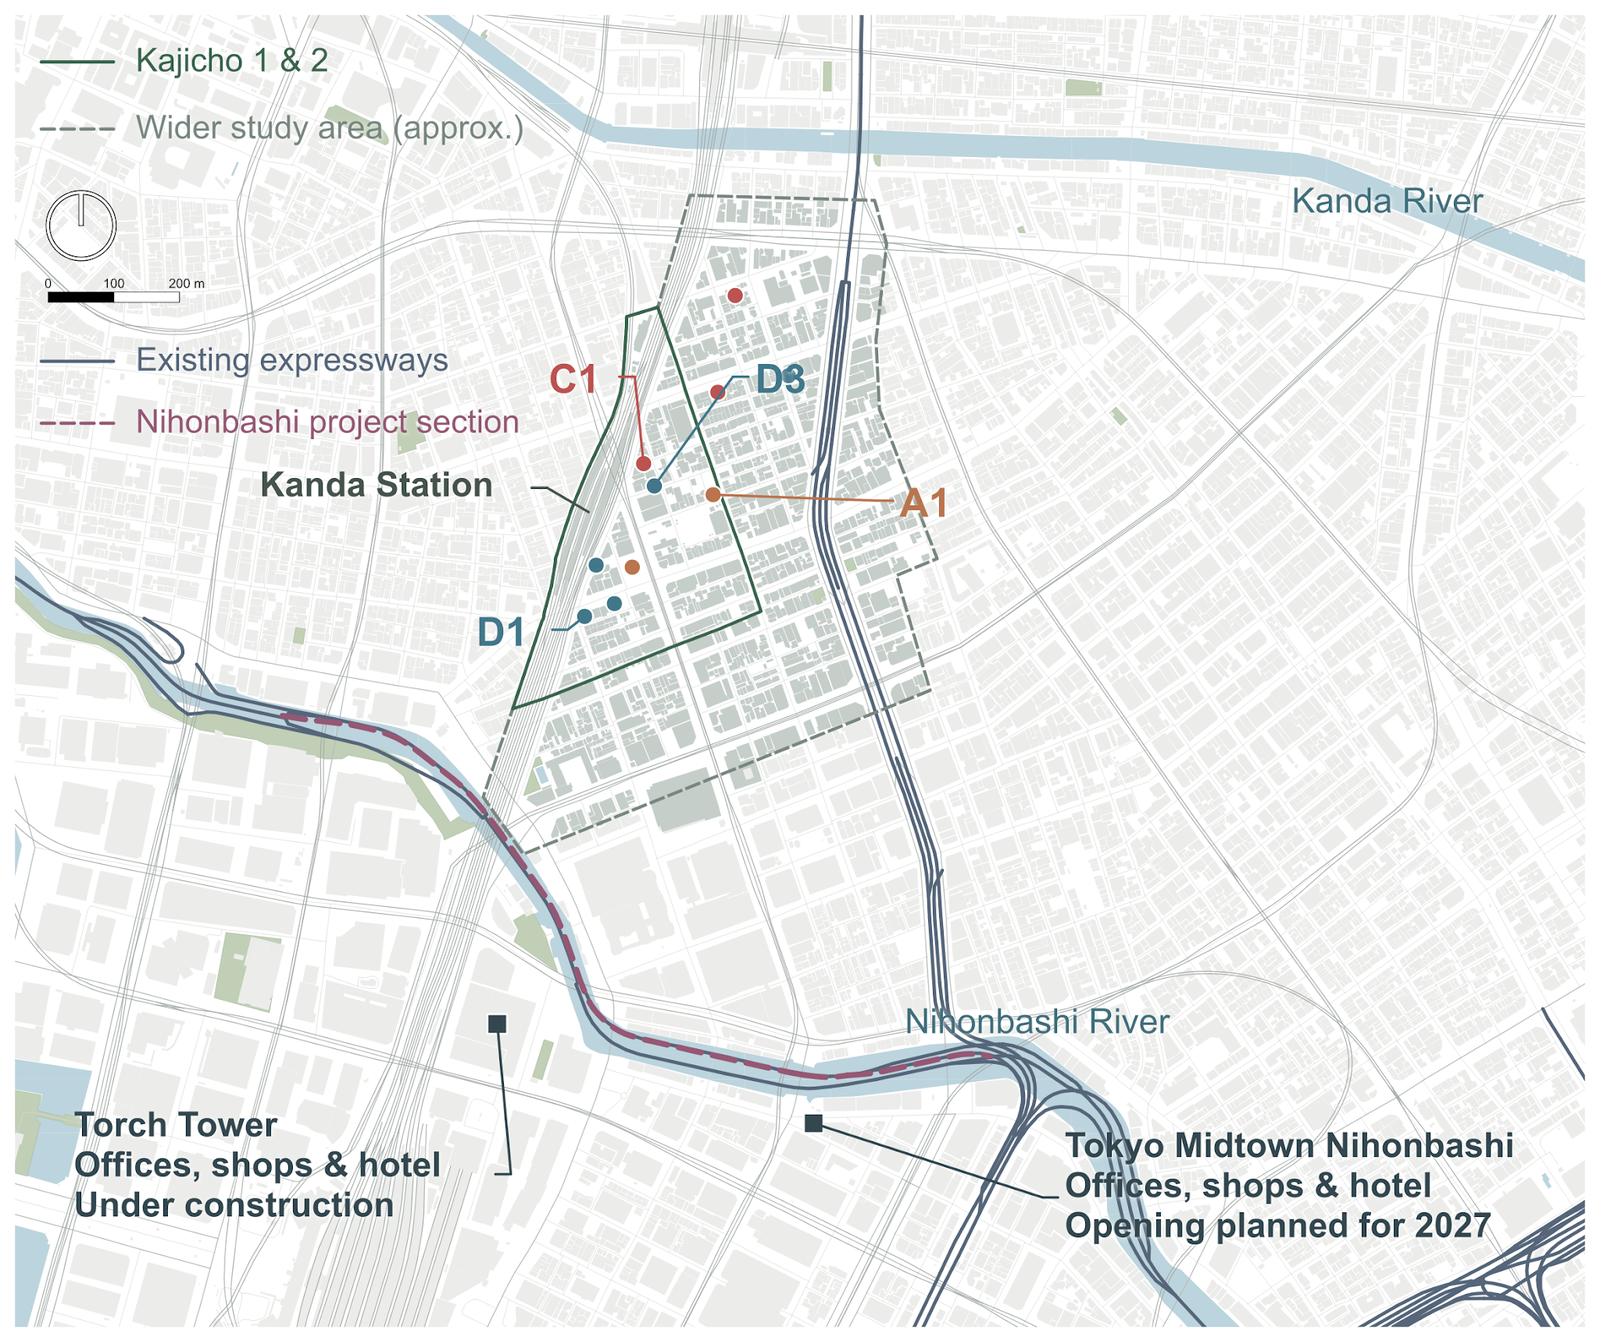 Kajicho 1 & 2
Wider study area (approx.)
Kanda River
0 100 200 m
Existing expressways
C1
D3
Nihonbashi project section
Kanda Station
A1
D1
Nihonbashi River
Torch Tower
Offices, shops & hotel
Under construction
Tokyo Midtown Nihonbashi
Offices, shops & hotel
Opening planned for 2027